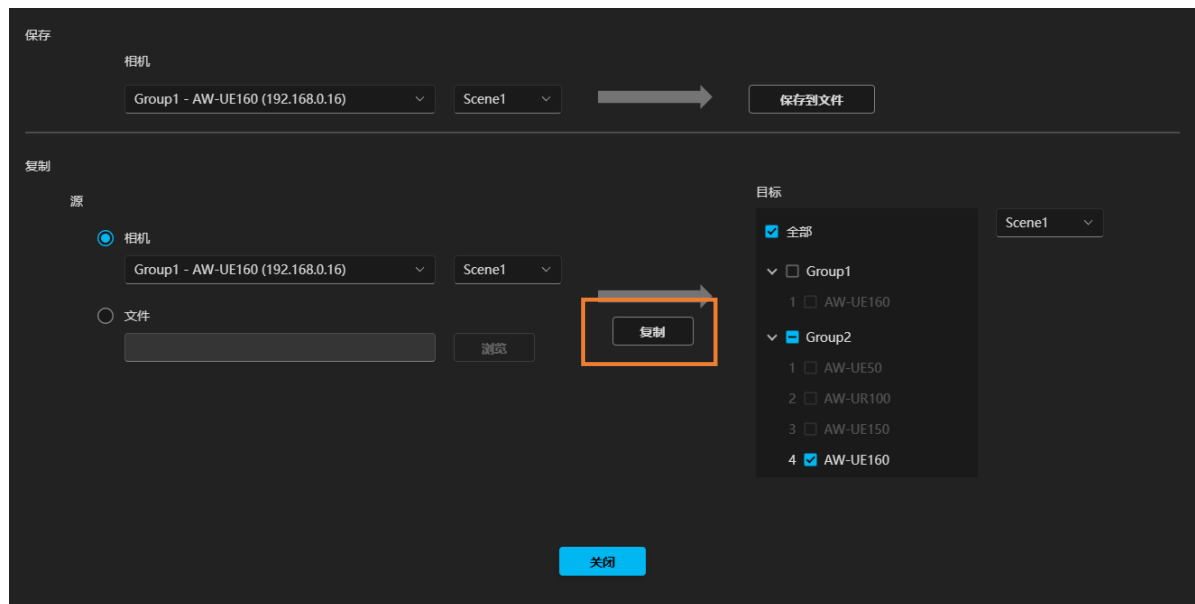 保存
相机
Group1 - AW-UE160 (192.168.0.16)
Scene1
保存到文件
复制
源
相机
Group1 - AW-UE160 (192.168.0.16)
Scene1
文件
浏览
复制
目标
全部
Scene1
Group1
1 AW-UE160
Group2
1 AW-UE50
2 AW-UR100
3 AW-UE150
4 AW-UE160
关闭